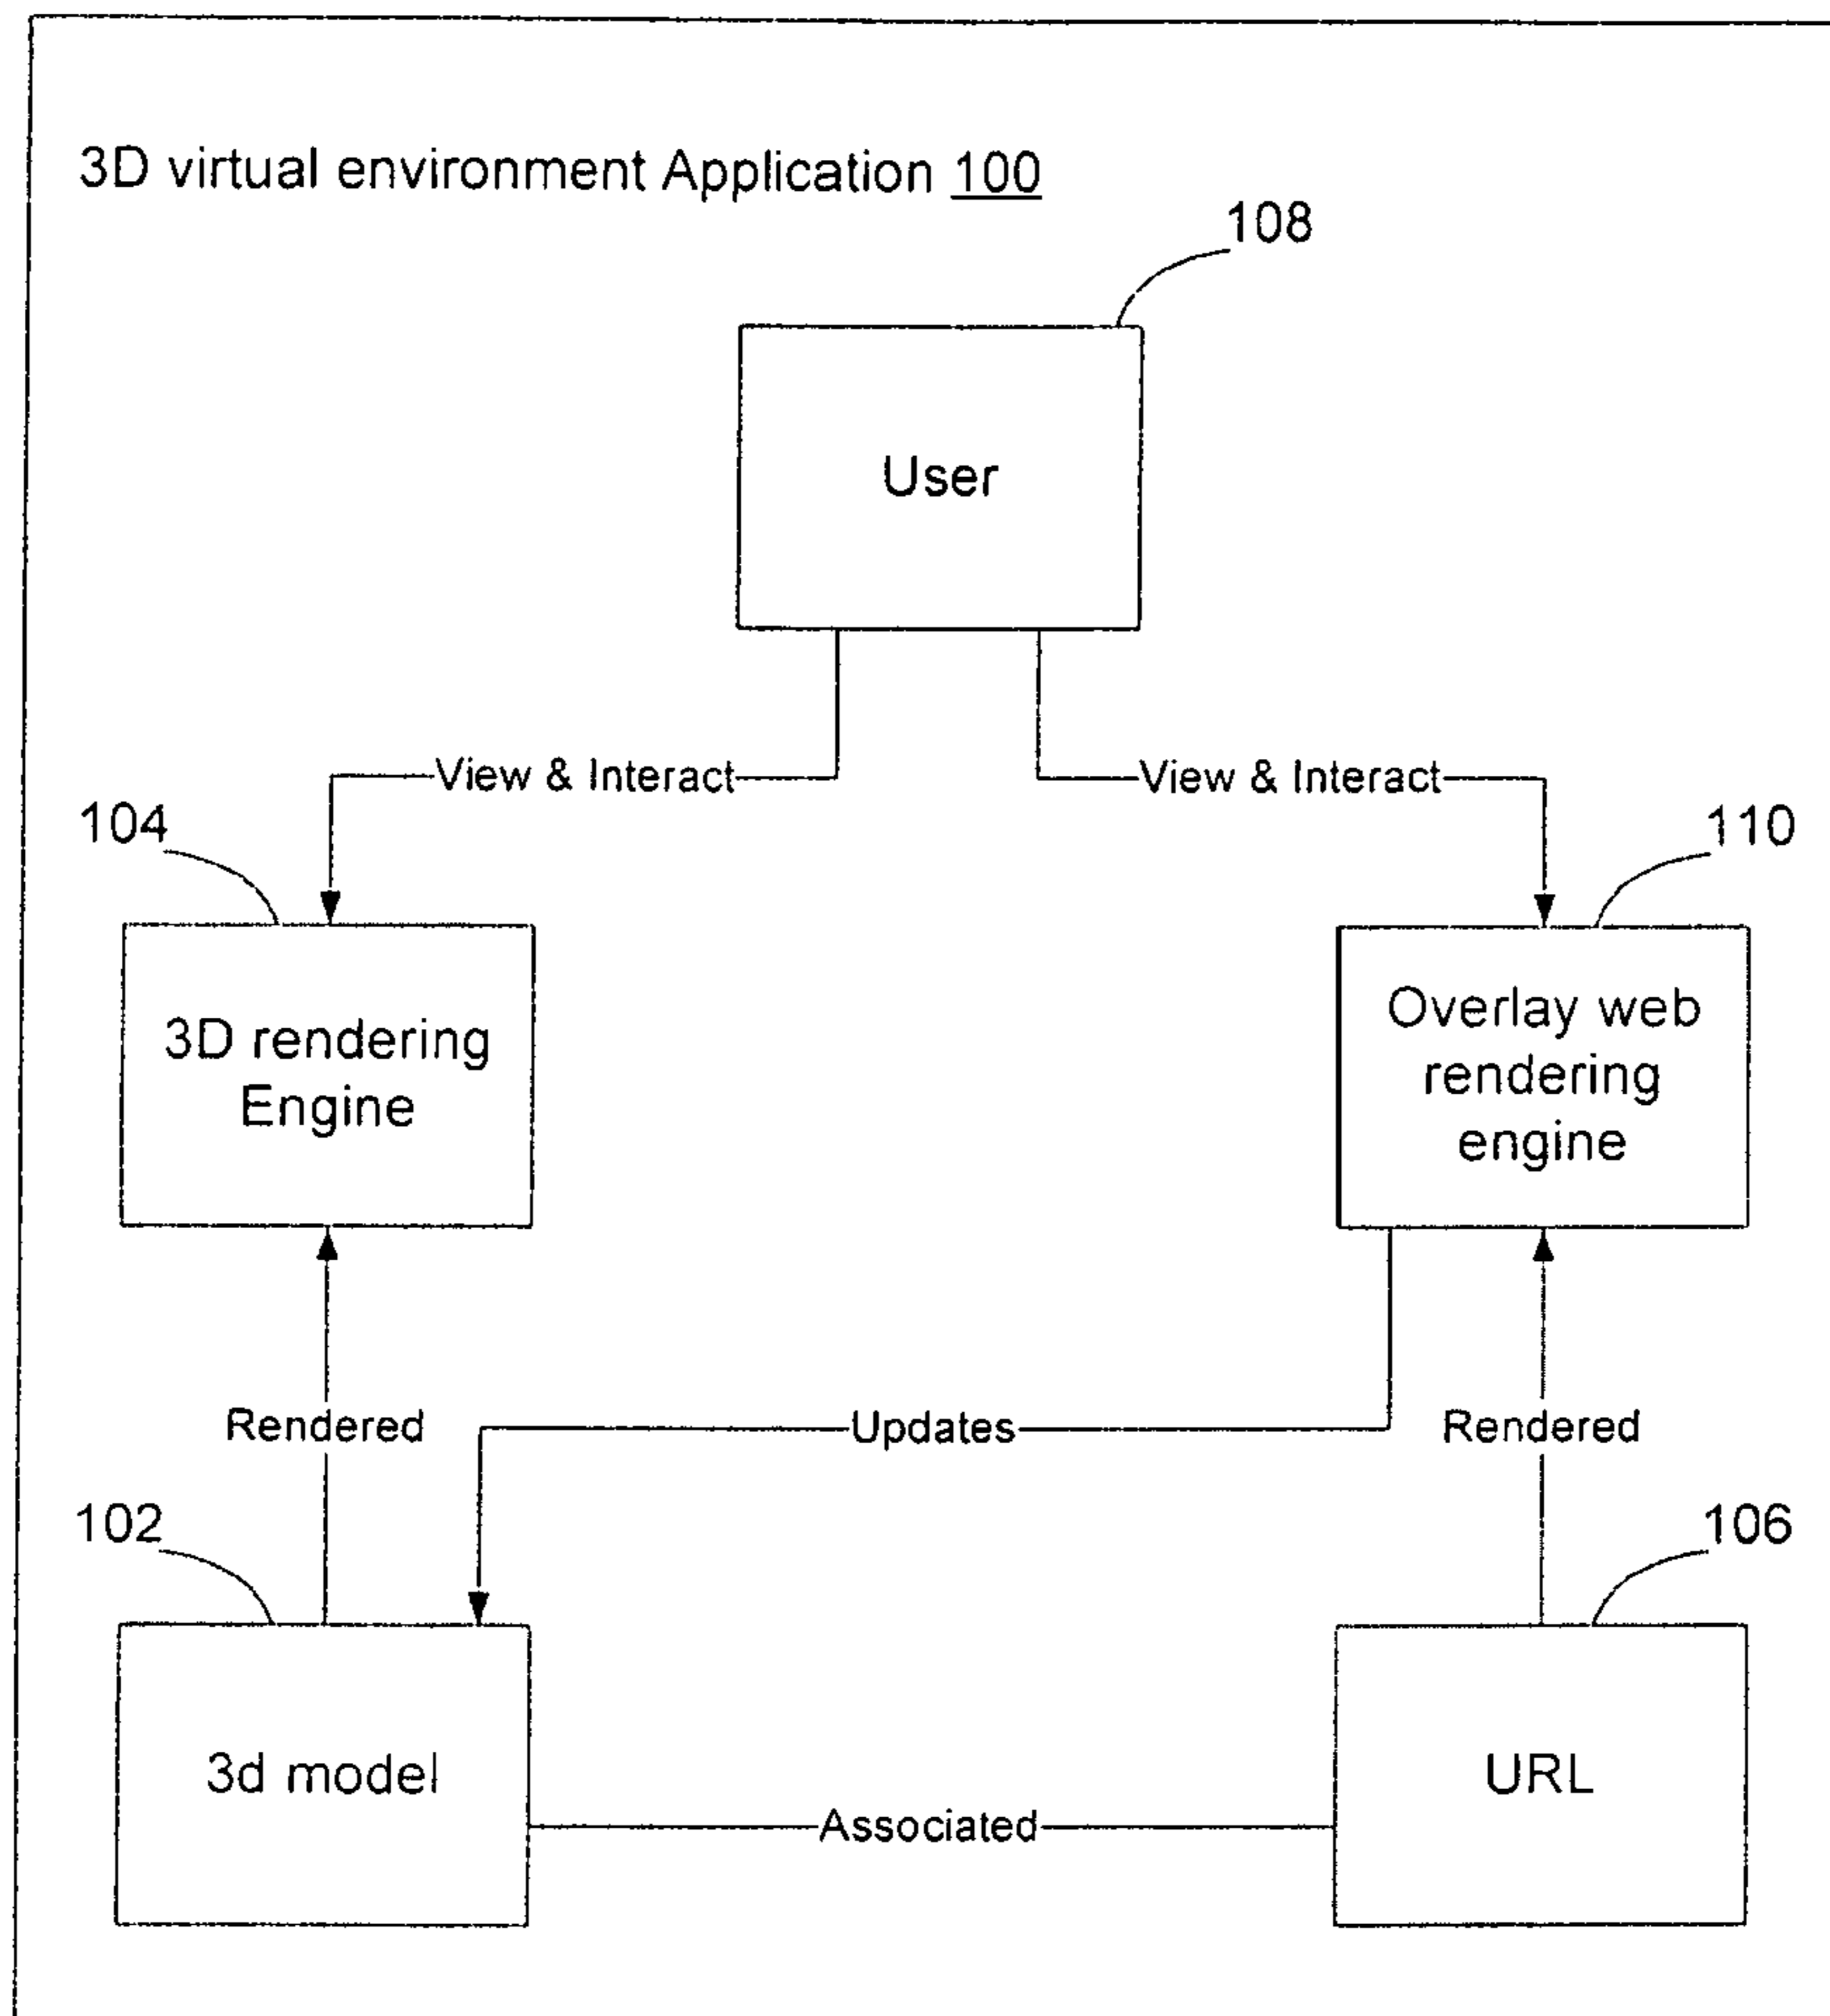 3D virtual environment Application 100
108
User
View & Interact
View & Interact
104
110
3D rendering
Engine
Overlay web
rendering
engine
Rendered
Updates
Rendered
102
106
3d model
URL
Associated